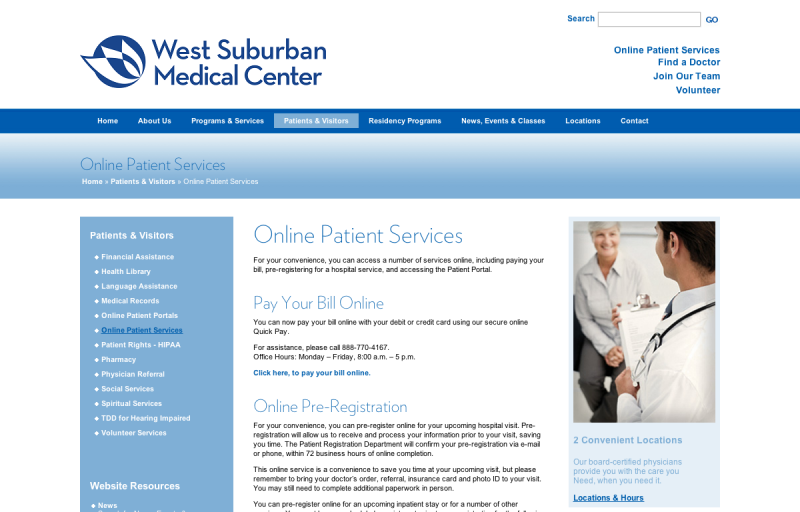 Search
GO
West Suburban
Medical Center
Online Patient Services
Find a Doctor
Join Our Team
Volunteer
Home About Us Programs & Services Patients & Visitors Residency Programs News, Events & Classes Locations Contact
Online Patient Services
Home » Patients & Visitors » Online Patient Services
Patients & Visitors
Financial Assistance
Health Library
Language Assistance
Medical Records
Online Patient Portals
Online Patient Services
Patient Rights - HIPAA
Pharmacy
Physician Referral
Social Services
Spiritual Services
TDD for Hearing Impaired
Volunteer Services
Website Resources
News
Online Patient Services
For your convenience, you can access a number of services online, including paying your
bill, pre-registering for a hospital service, and accessing the Patient Portal.
Pay Your Bill Online
You can now pay your bill online with your debit or credit card using our secure online
Quick Pay.
For assistance, please call 888-770-4167.
Office Hours: Monday – Friday, 8:00 a.m. – 5 p.m.
Click here, to pay your bill online.
Online Pre-Registration
For your convenience, you can pre-register online for your upcoming hospital visit. Pre-
registration will allow us to receive and process your information prior to your visit, saving
you time. The Patient Registration Department will confirm your pre-registration via e-mail
or phone, within 72 business hours of online completion.
This online service is a convenience to save you time at your upcoming visit, but please
remember to bring your doctor's order, referral, insurance card and photo ID to your visit.
You may still need to complete additional paperwork in person.
You can pre-register online for an upcoming inpatient stay or for a number of other
2 Convenient Locations
Our board-certified physicians
provide you with the care you
Need, when you need it.
Locations & Hours